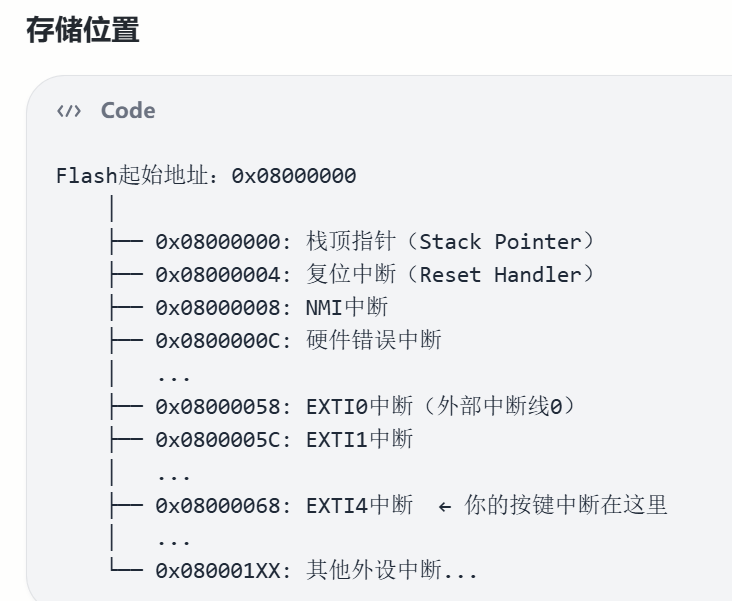 存储位置
</> Code
Flash起始地址：0x08000000
│
├── 0x08000000: 栈顶指针（Stack Pointer）
├── 0x08000004: 复位中断（Reset Handler）
├── 0x08000008: NMI中断
├── 0x0800000C: 硬件错误中断
│   ...
├── 0x08000058: EXTI0中断（外部中断线0）
├── 0x0800005C: EXTI1中断
│   ...
├── 0x08000068: EXTI4中断  ← 你的按键中断在这里
│   ...
└── 0x080001XX: 其他外设中断...